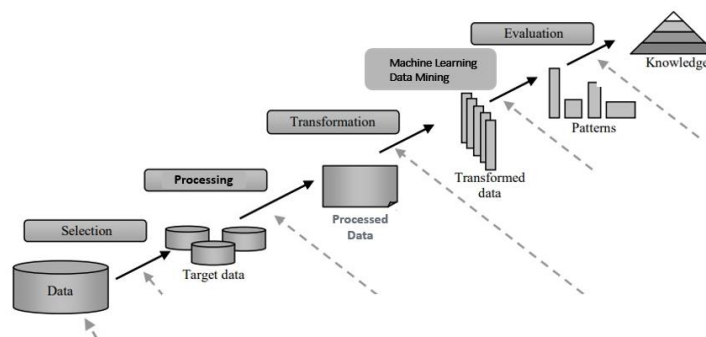 Evaluation
Machine Learning
Data Mining
Knowledge
Transformation
Patterns
Processing
Transformed
data
Processed
Data
Selection
Target data
Data